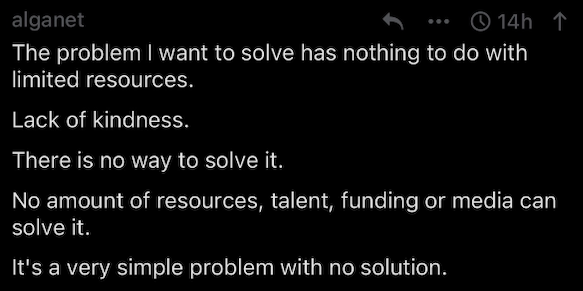 alganet
14h
The problem I want to solve has nothing to do with
limited resources.
Lack of kindness.
There is no way to solve it.
No amount of resources, talent, funding or media can
solve it.
It's a very simple problem with no solution.